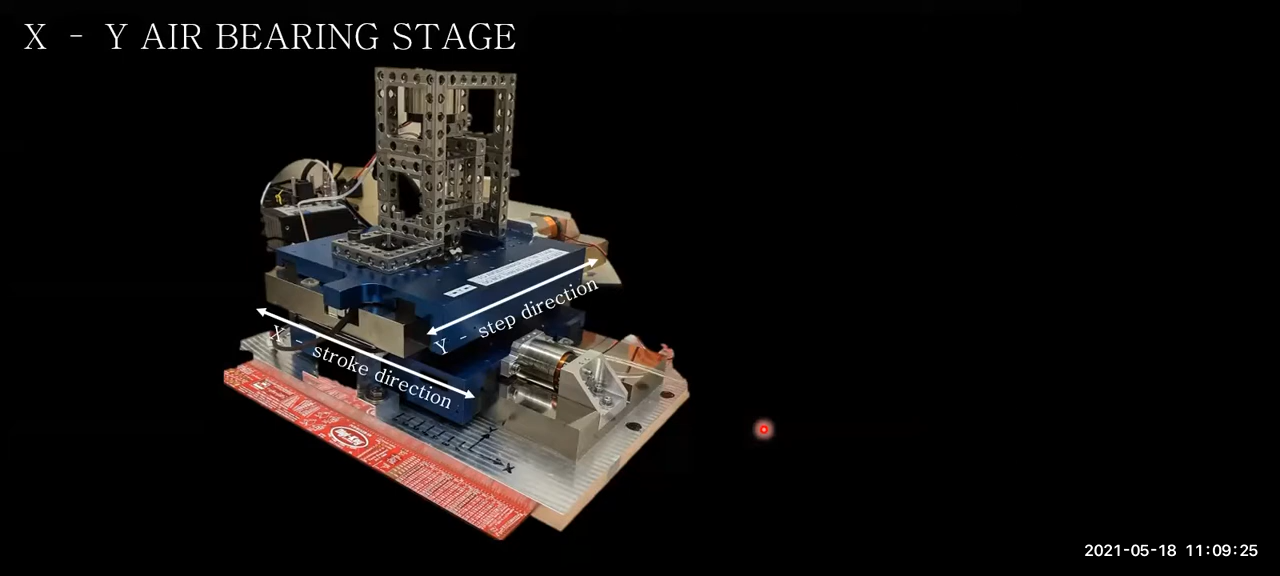 X - Y AIR BEARING STAGE
X - stroke direction
Y - step direction
X
2021-05-18 11:09:25